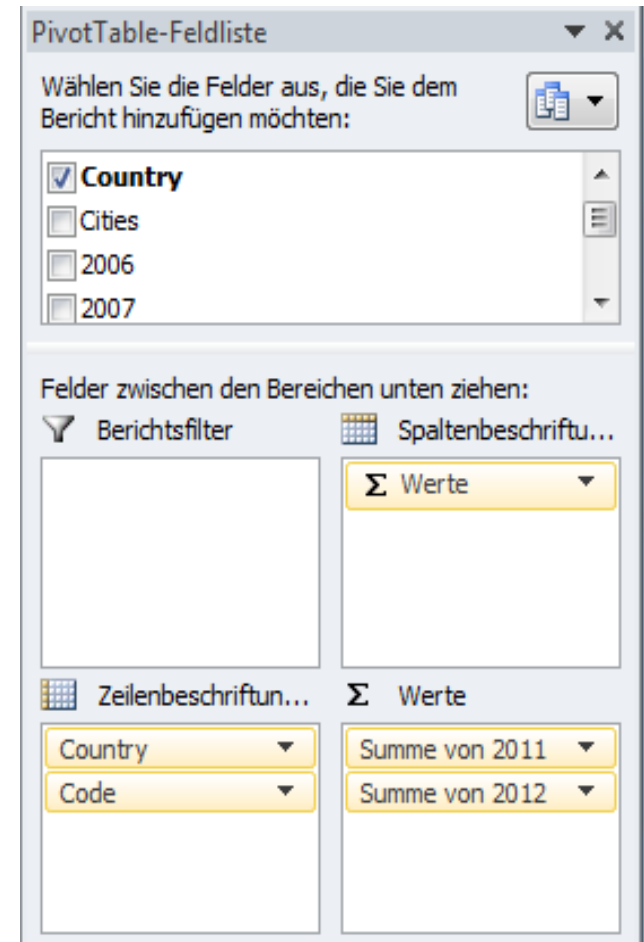 PivotTable-Feldliste
Wählen Sie die Felder aus, die Sie dem
Bericht hinzufügen möchten:
Country
Cities
2006
2007
Felder zwischen den Bereichen unten ziehen:
Berichtsfilter
Spaltenbeschriftu...
Σ Werte
Zeilenbeschriftun...
Σ Werte
Country
Code
Summe von 2011
Summe von 2012